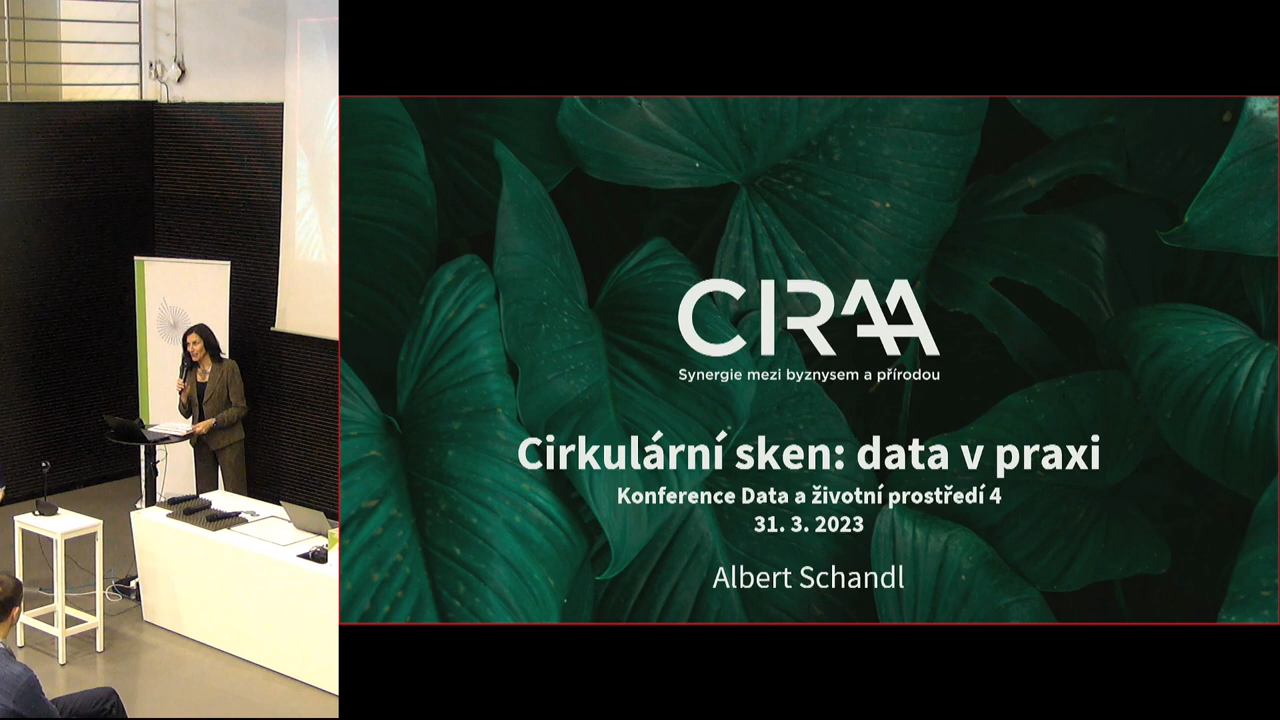 CIRAA
Synergie mezi byznysem a přírodou
Cirkulární sken: data v praxi
Konference Data a životní prostředí 4
31. 3. 2023
Albert Schandl